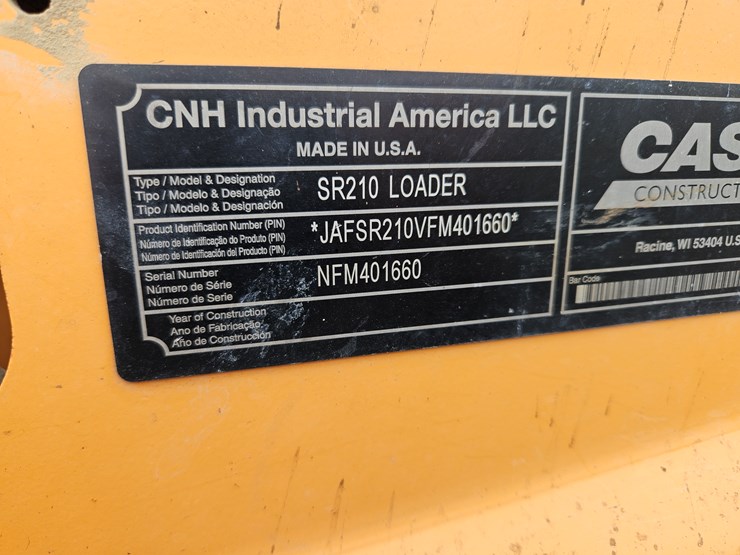 CNH Industrial America LLC
MADE IN U.S.A.
Type / Model & Designation
Tipo / Modelo & Designação
Tipo / Modelo & Designación
SR210 LOADER
Product Identification Number (PIN)
Número de Identificação do Produto (PIN)
Número de Identificación del Producto (PIN)
*JAFSR210VFM401660*
Serial Number
Número de Série
Número de Serie
NFM401660
Year of Construction
Ano de Fabricação
Año de Construcción
CAS
CONSTRUCT
Racine, WI 53404 U.S
Bar Code